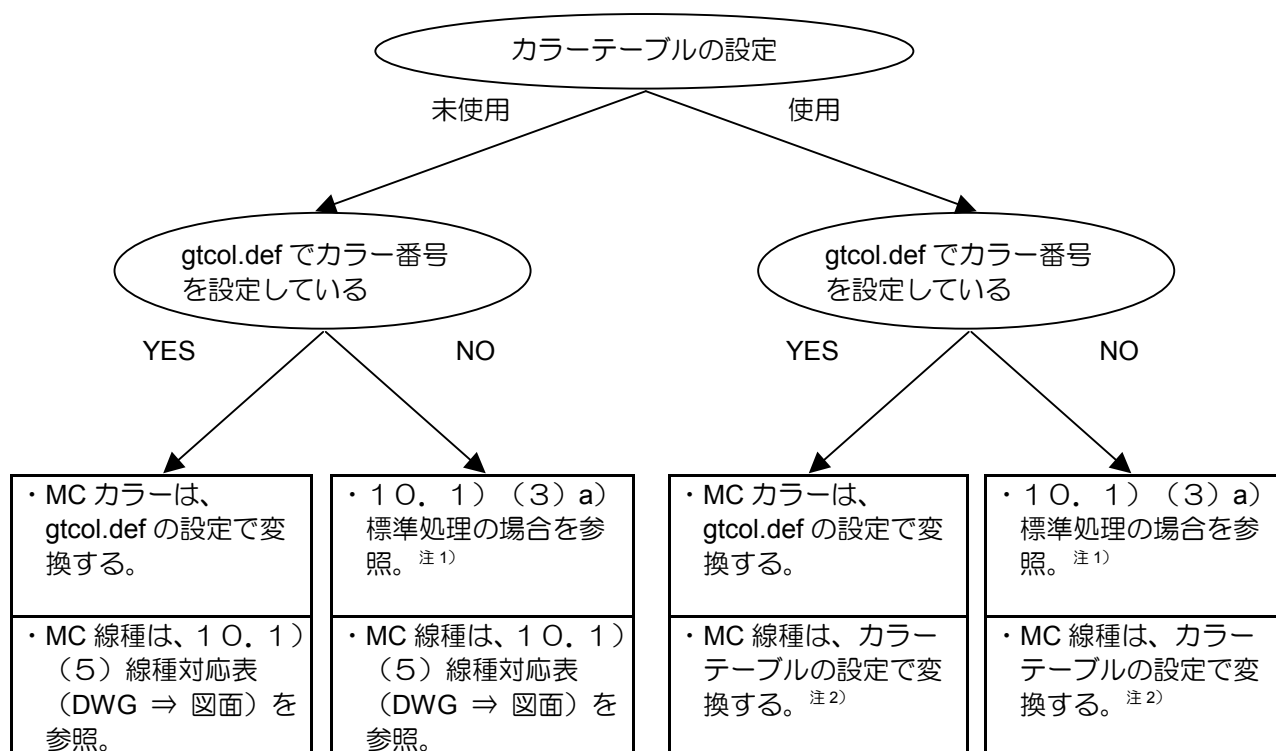 カラーテーブルの設定
未使用
使用
gtcol.def でカラー番号
を設定している
gtcol.def でカラー番号
を設定している
YES
NO
YES
NO
・MC カラーは、
gtcol.def の設定で変
換する。
・１０．１）（３）a）
標準処理の場合を参
照。注1）
・MC カラーは、
gtcol.def の設定で変
換する。
・１０．１）（３）a）
標準処理の場合を参
照。注1）
・MC 線種は、１０．１）
（５）線種対応表
（DWG ⇒ 図面）を
参照。
・MC 線種は、１０．１）
（５）線種対応表
（DWG ⇒ 図面）を
参照。
・MC 線種は、カラー
テーブルの設定で変
換する。注2）
・MC 線種は、カラー
テーブルの設定で変
換する。注2）